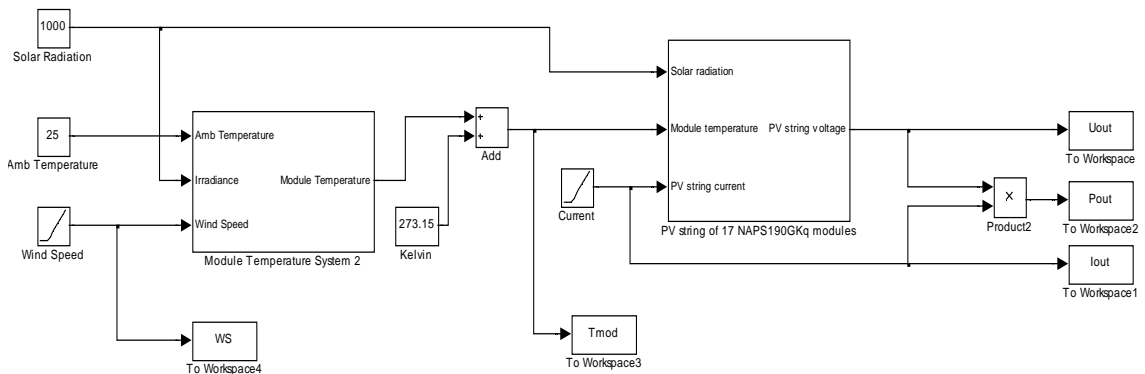 1000
Solar Radiation
25
Amb Temperature
Wind Speed
Amb Temperature
Irradiance
Wind Speed
Module Temperature
Module Temperature System 2
WS
To Workspace4
+
+
Add
273.15
Kelvin
Current
Solar radiation
Module temperature
PV string current
PV string voltage
PV string of 17 NAPS190GKq modules
Tmod
To Workspace3
X
Product2
Uout
To Workspace
Pout
To Workspace2
Iout
To Workspace1